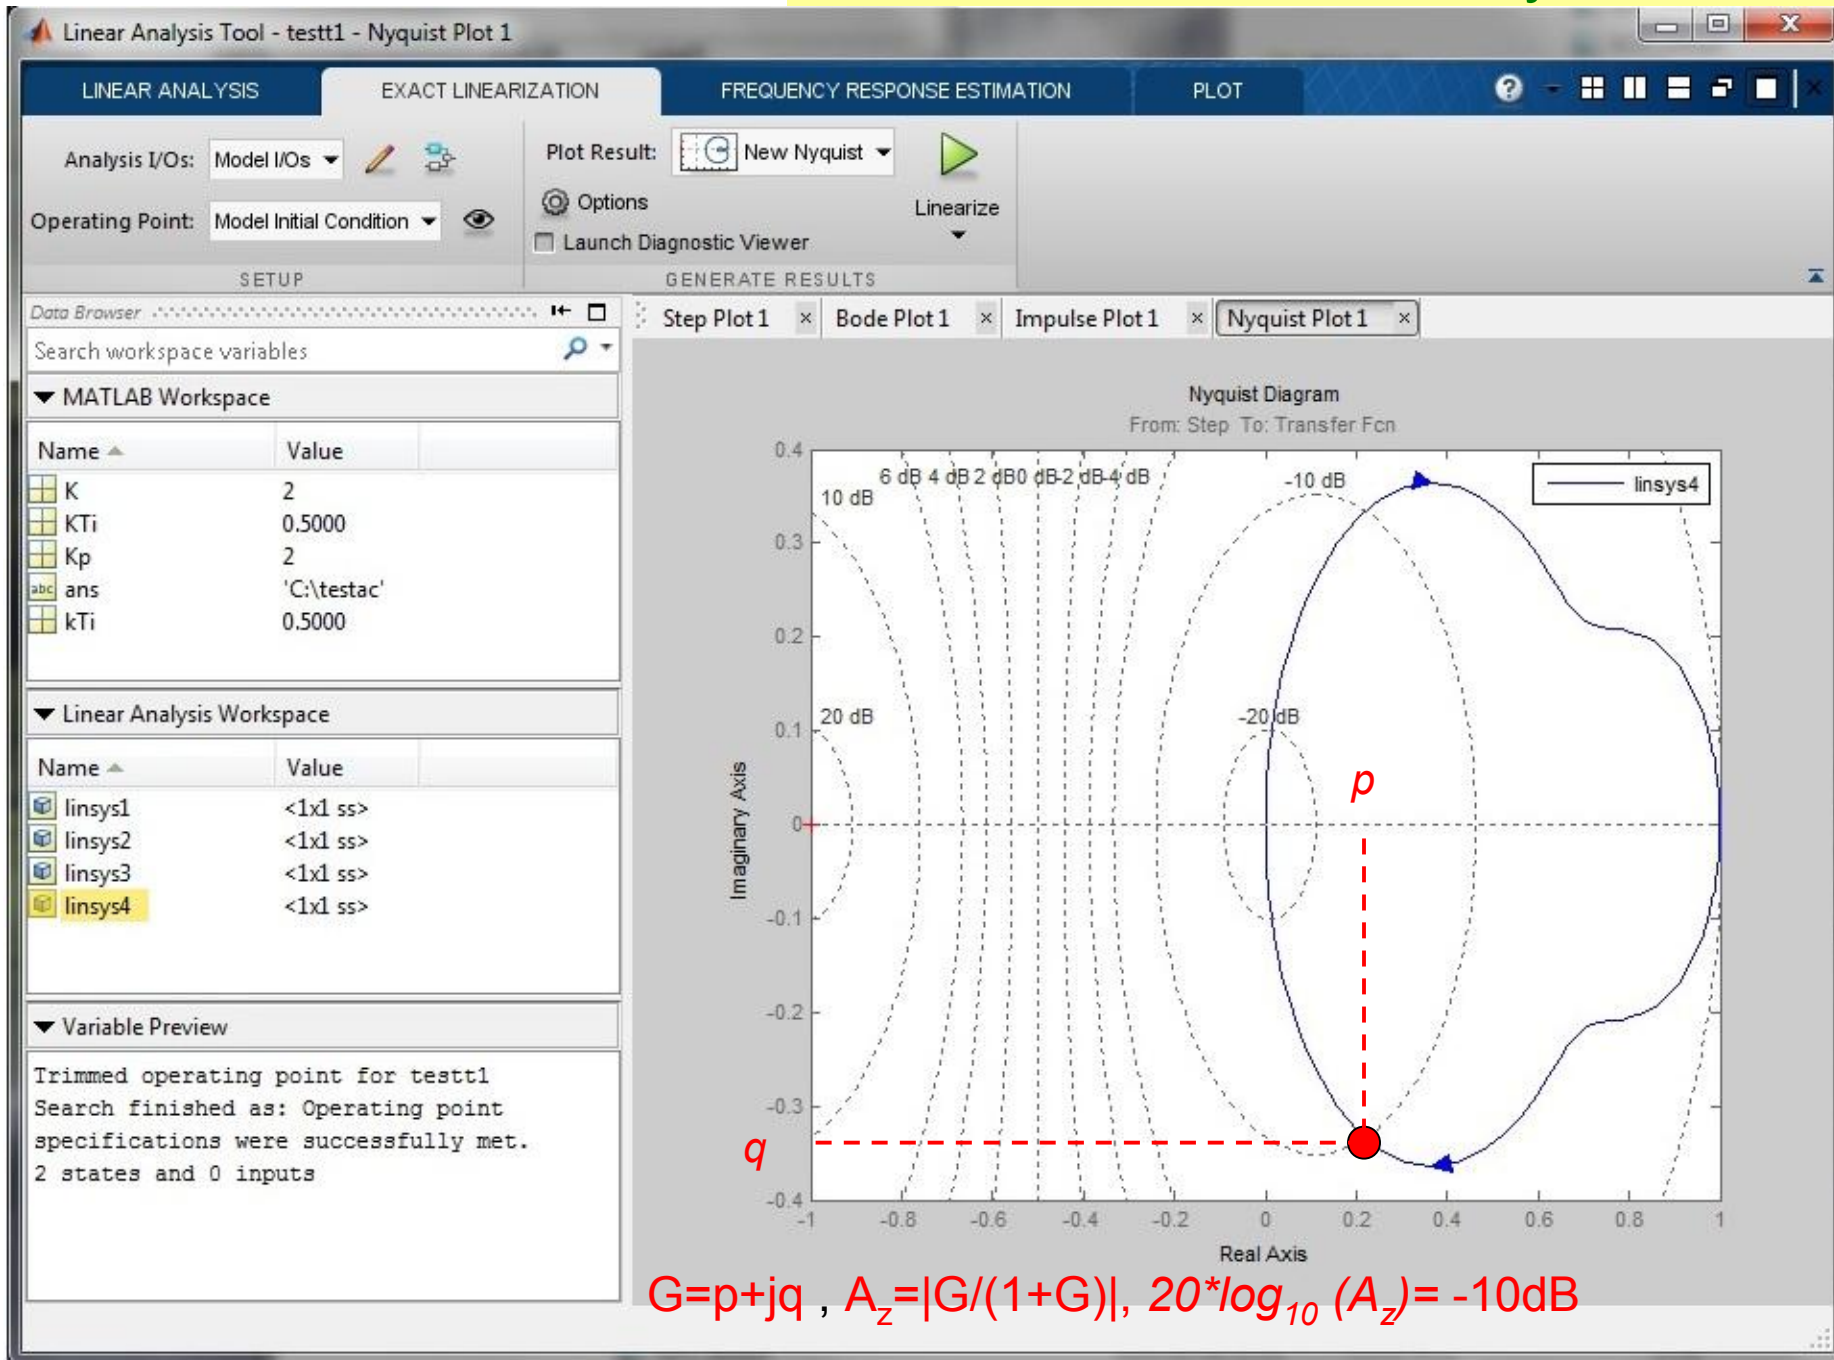 Linear Analysis Tool - testt1 - Nyquist Plot 1
LINEAR ANALYSIS EXACT LINEARIZATION FREQUENCY RESPONSE ESTIMATION PLOT
Analysis I/Os: Model I/Os
Operating Point: Model Initial Condition
SETUP
Plot Result: New Nyquist
Options
Launch Diagnostic Viewer
Linearize
GENERATE RESULTS
Data Browser
Search workspace variables
MATLAB Workspace
Name Value
K 2
KTi 0.5000
Kp 2
abc ans 'C:\testac'
kTi 0.5000
Linear Analysis Workspace
Name Value
linsys1 <1x1 ss>
linsys2 <1x1 ss>
linsys3 <1x1 ss>
linsys4 <1x1 ss>
Variable Preview
Trimmed operating point for testt1
Search finished as: Operating point
specifications were successfully met.
2 states and 0 inputs
Step Plot 1 Bode Plot 1 Impulse Plot 1 Nyquist Plot 1
Nyquist Diagram
From: Step To: Transfer Fcn
0.4
6 dB 4 dB 2 dB 0 dB -2 dB -4 dB
-10 dB
10 dB
linsys4
0.3
0.2
0.1
20 dB
-20 dB
p
Imaginary Axis
0
-0.1
-0.2
-0.3
q
-0.4
-1 -0.8 -0.6 -0.4 -0.2 0 0.2 0.4 0.6 0.8 1
Real Axis
G=p+jq , A_z=|G/(1+G)|, 20*log_10 (A_z)= -10dB